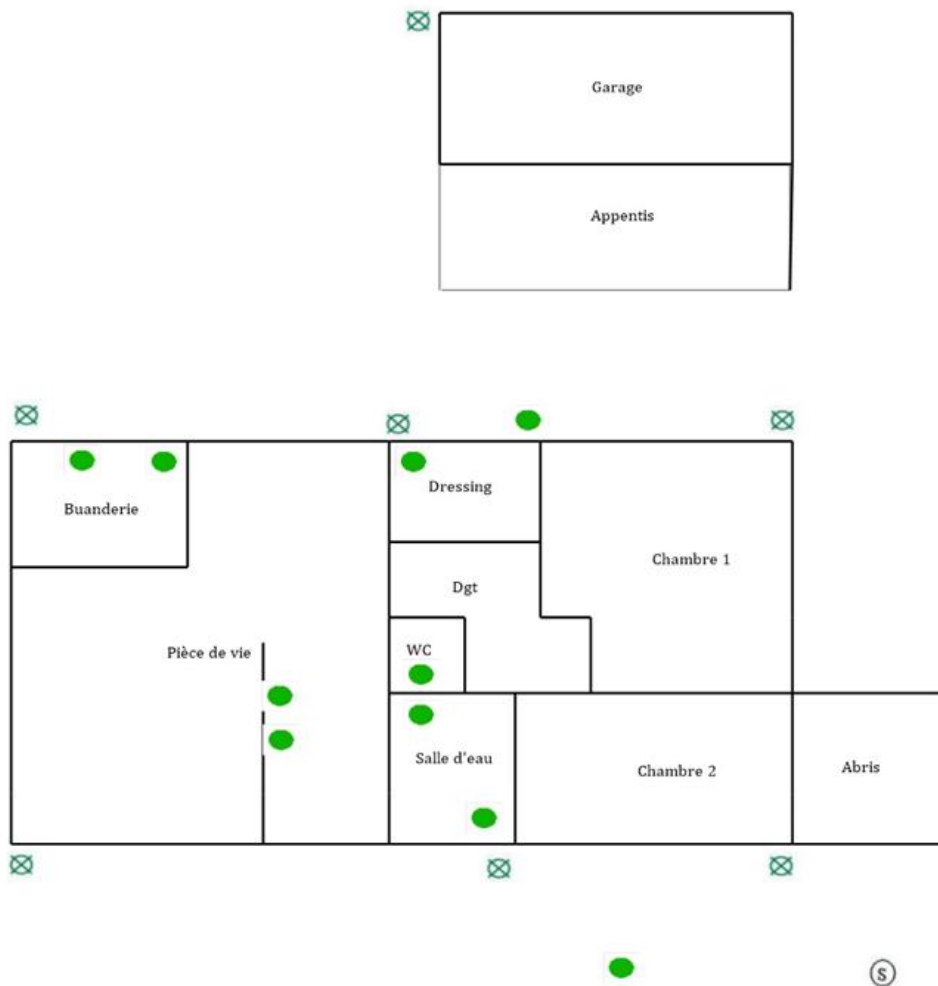 Garage
Appentis
Dressing
Buanderie
Chambre 1
Dgt
WC
Pièce de vie
Salle d'eau
Chambre 2
Abris
S